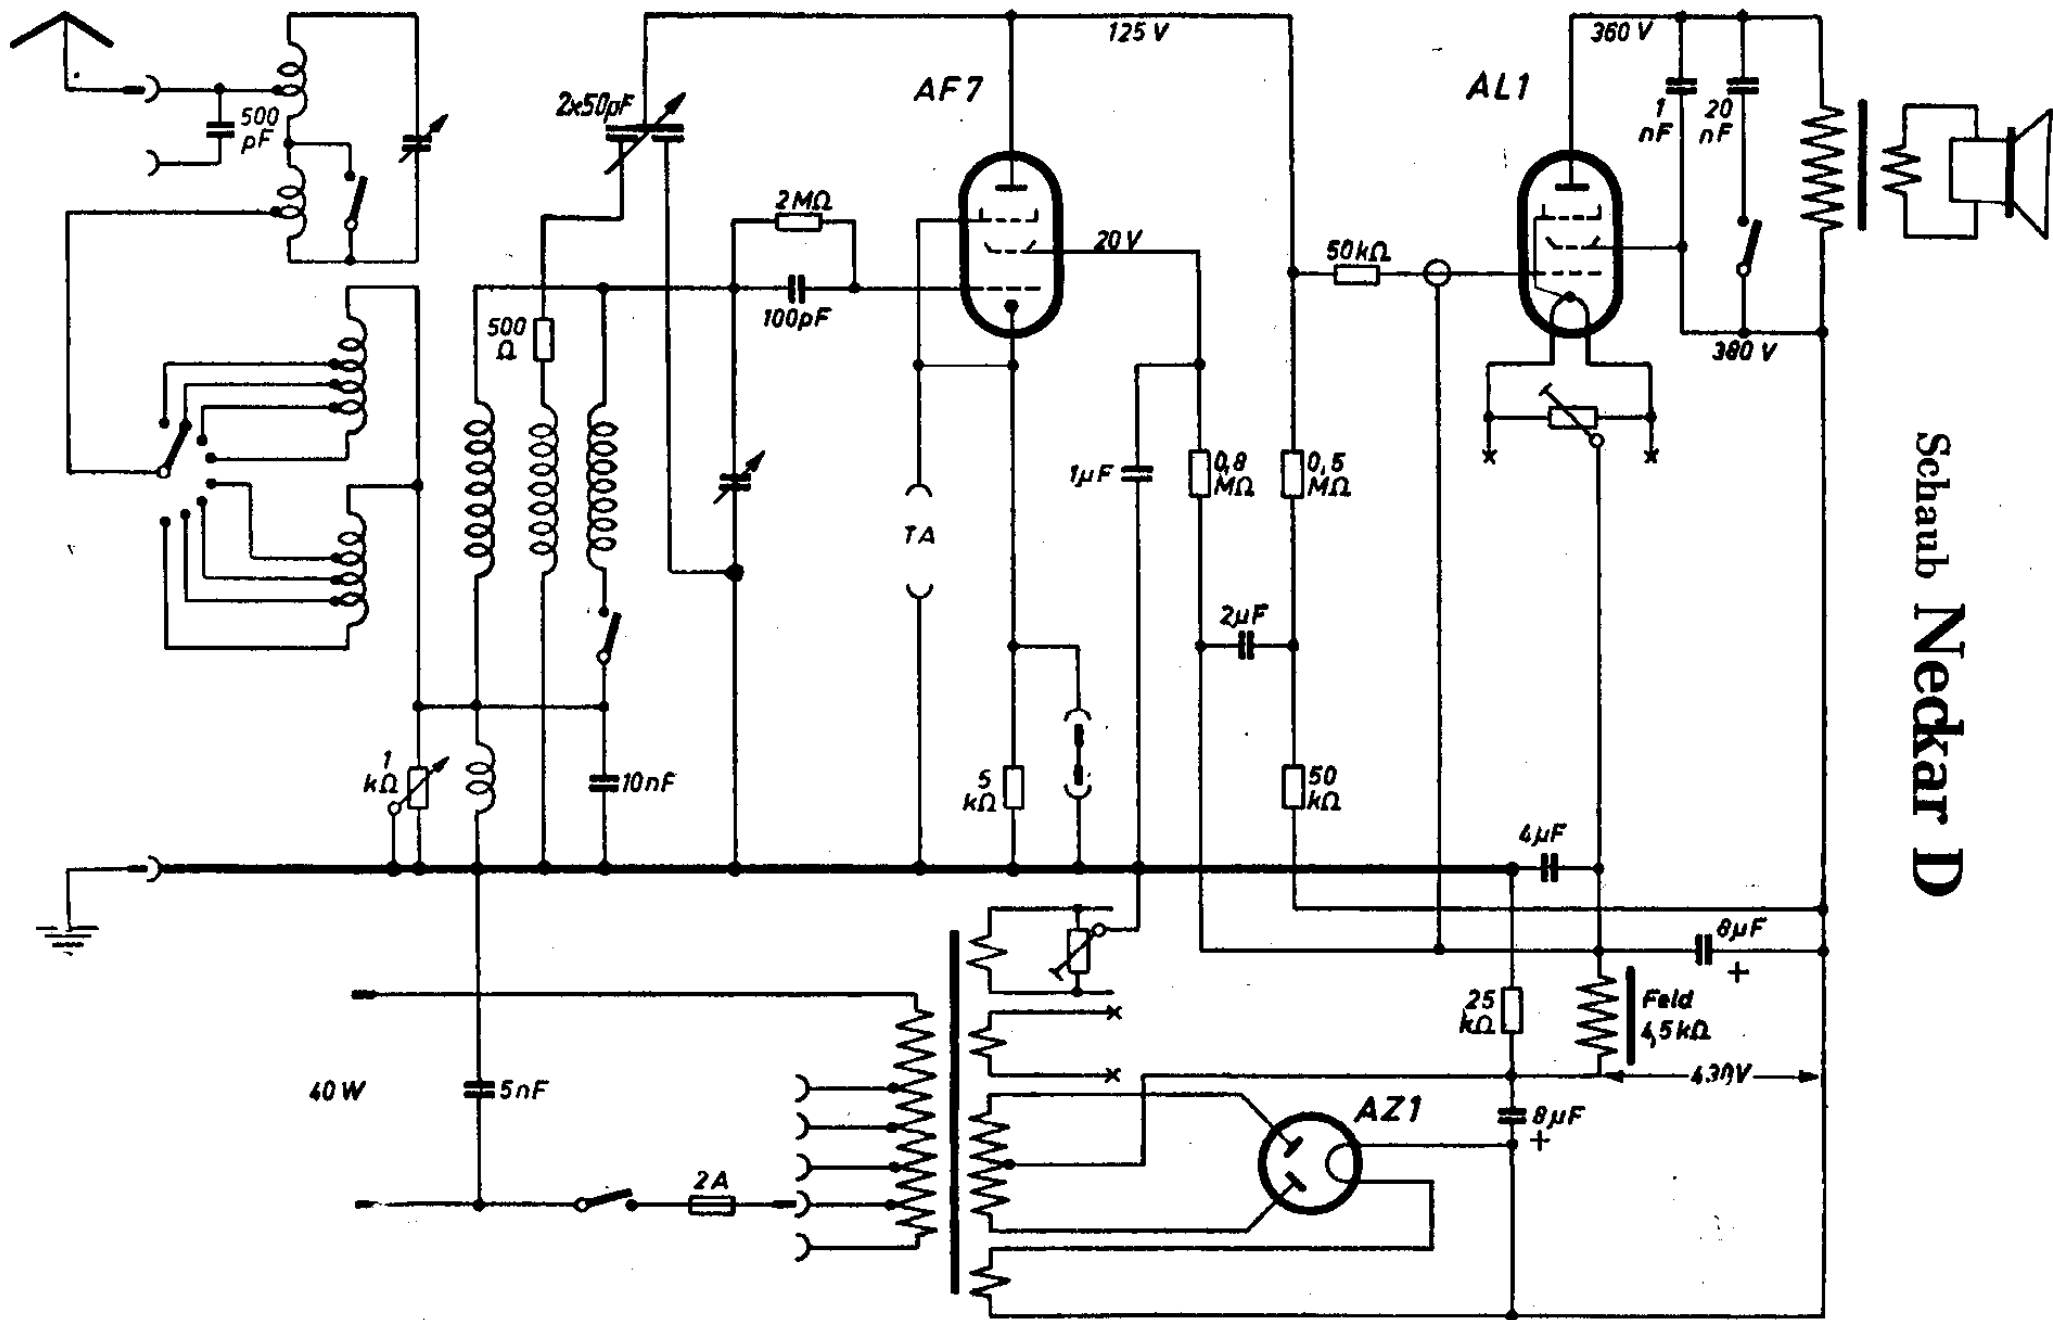 125 V
360 V
AF7
AL1
2x50pF
500
pF
1
nF
20
nF
2MΩ
20V
50kΩ
100pF
500
Ω
380 V
1µF
0,8
MΩ
0,5
MΩ
TA
2µF
1
kΩ
10nF
5
kΩ
50
kΩ
4µF
8µF
+
25
kΩ
Feld
4,5kΩ
430V
40W
5nF
AZ1
8µF
+
2A
Schaub Neckar D